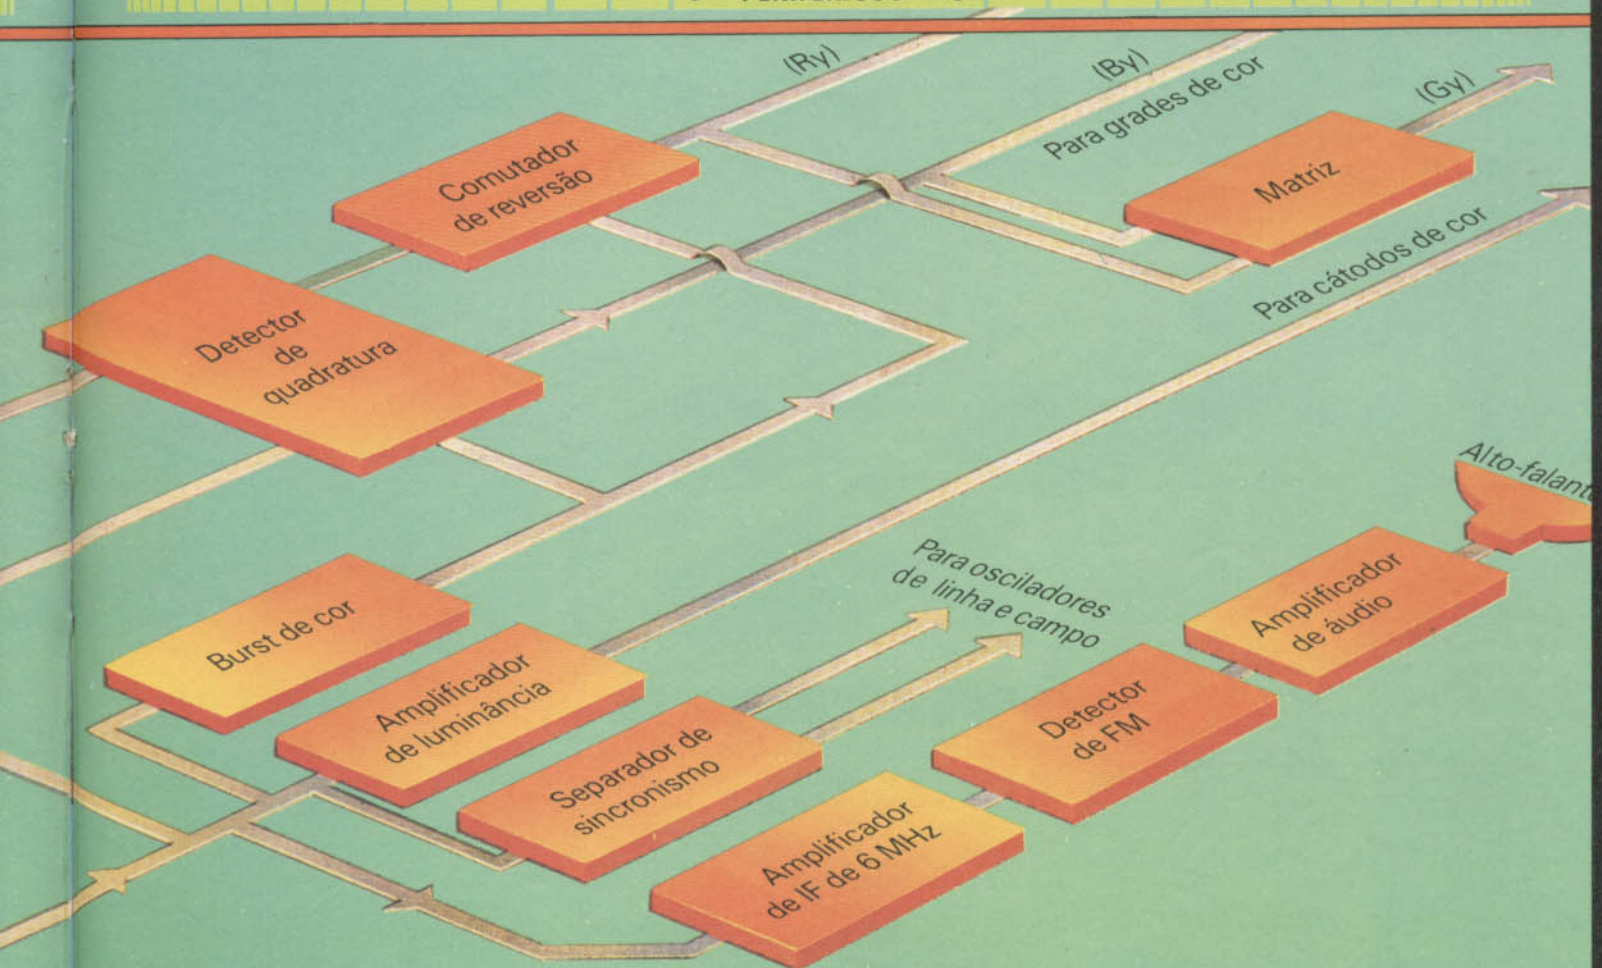 (Ry)
(By)
Para grades de cor
(Gy)
Comutador
de reversão
Matriz
Para cátodos de cor
Detector
de
quadratura
Alto-falante
Para osciladores
de linha e campo
Amplificador
de áudio
Burst de cor
Amplificador
de luminância
Detector
de FM
Separador de
sincronismo
Amplificador
de IF de 6 MHz